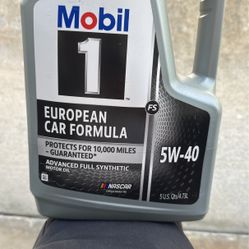 Mobil
1
EUROPEAN
CAR FORMULA
FS
PROTECTS FOR 10,000 MILES
- GUARANTEED*
5W-40
ADVANCED FULL SYNTHETIC
MOTOR OIL
NASCAR
5 U.S. Qts/4.73L